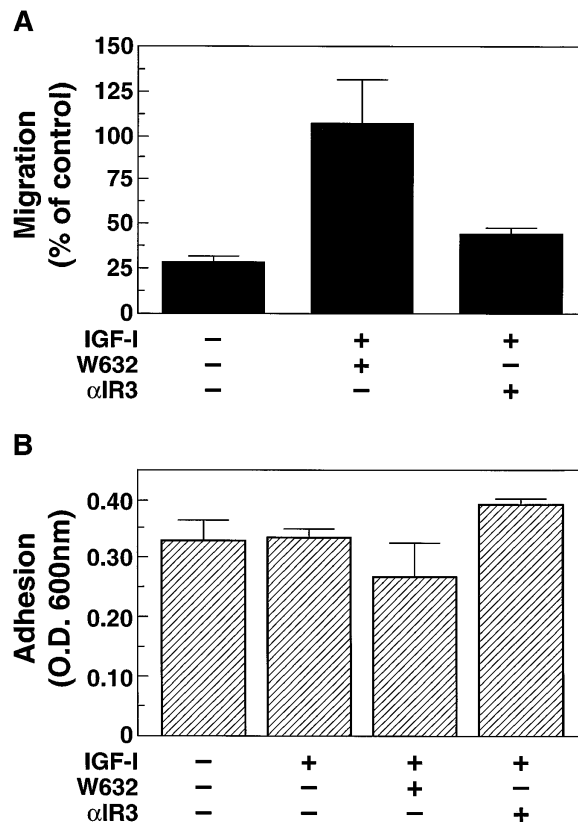 A
Migration
(% of control)
150
125
100
75
50
25
0
IGF-I – + +
W632 – + –
αIR3 – – +
B
Adhesion
(O.D. 600nm)
0.40
0.30
0.20
0.10
0
IGF-I – + + +
W632 – – + –
αIR3 – – – +